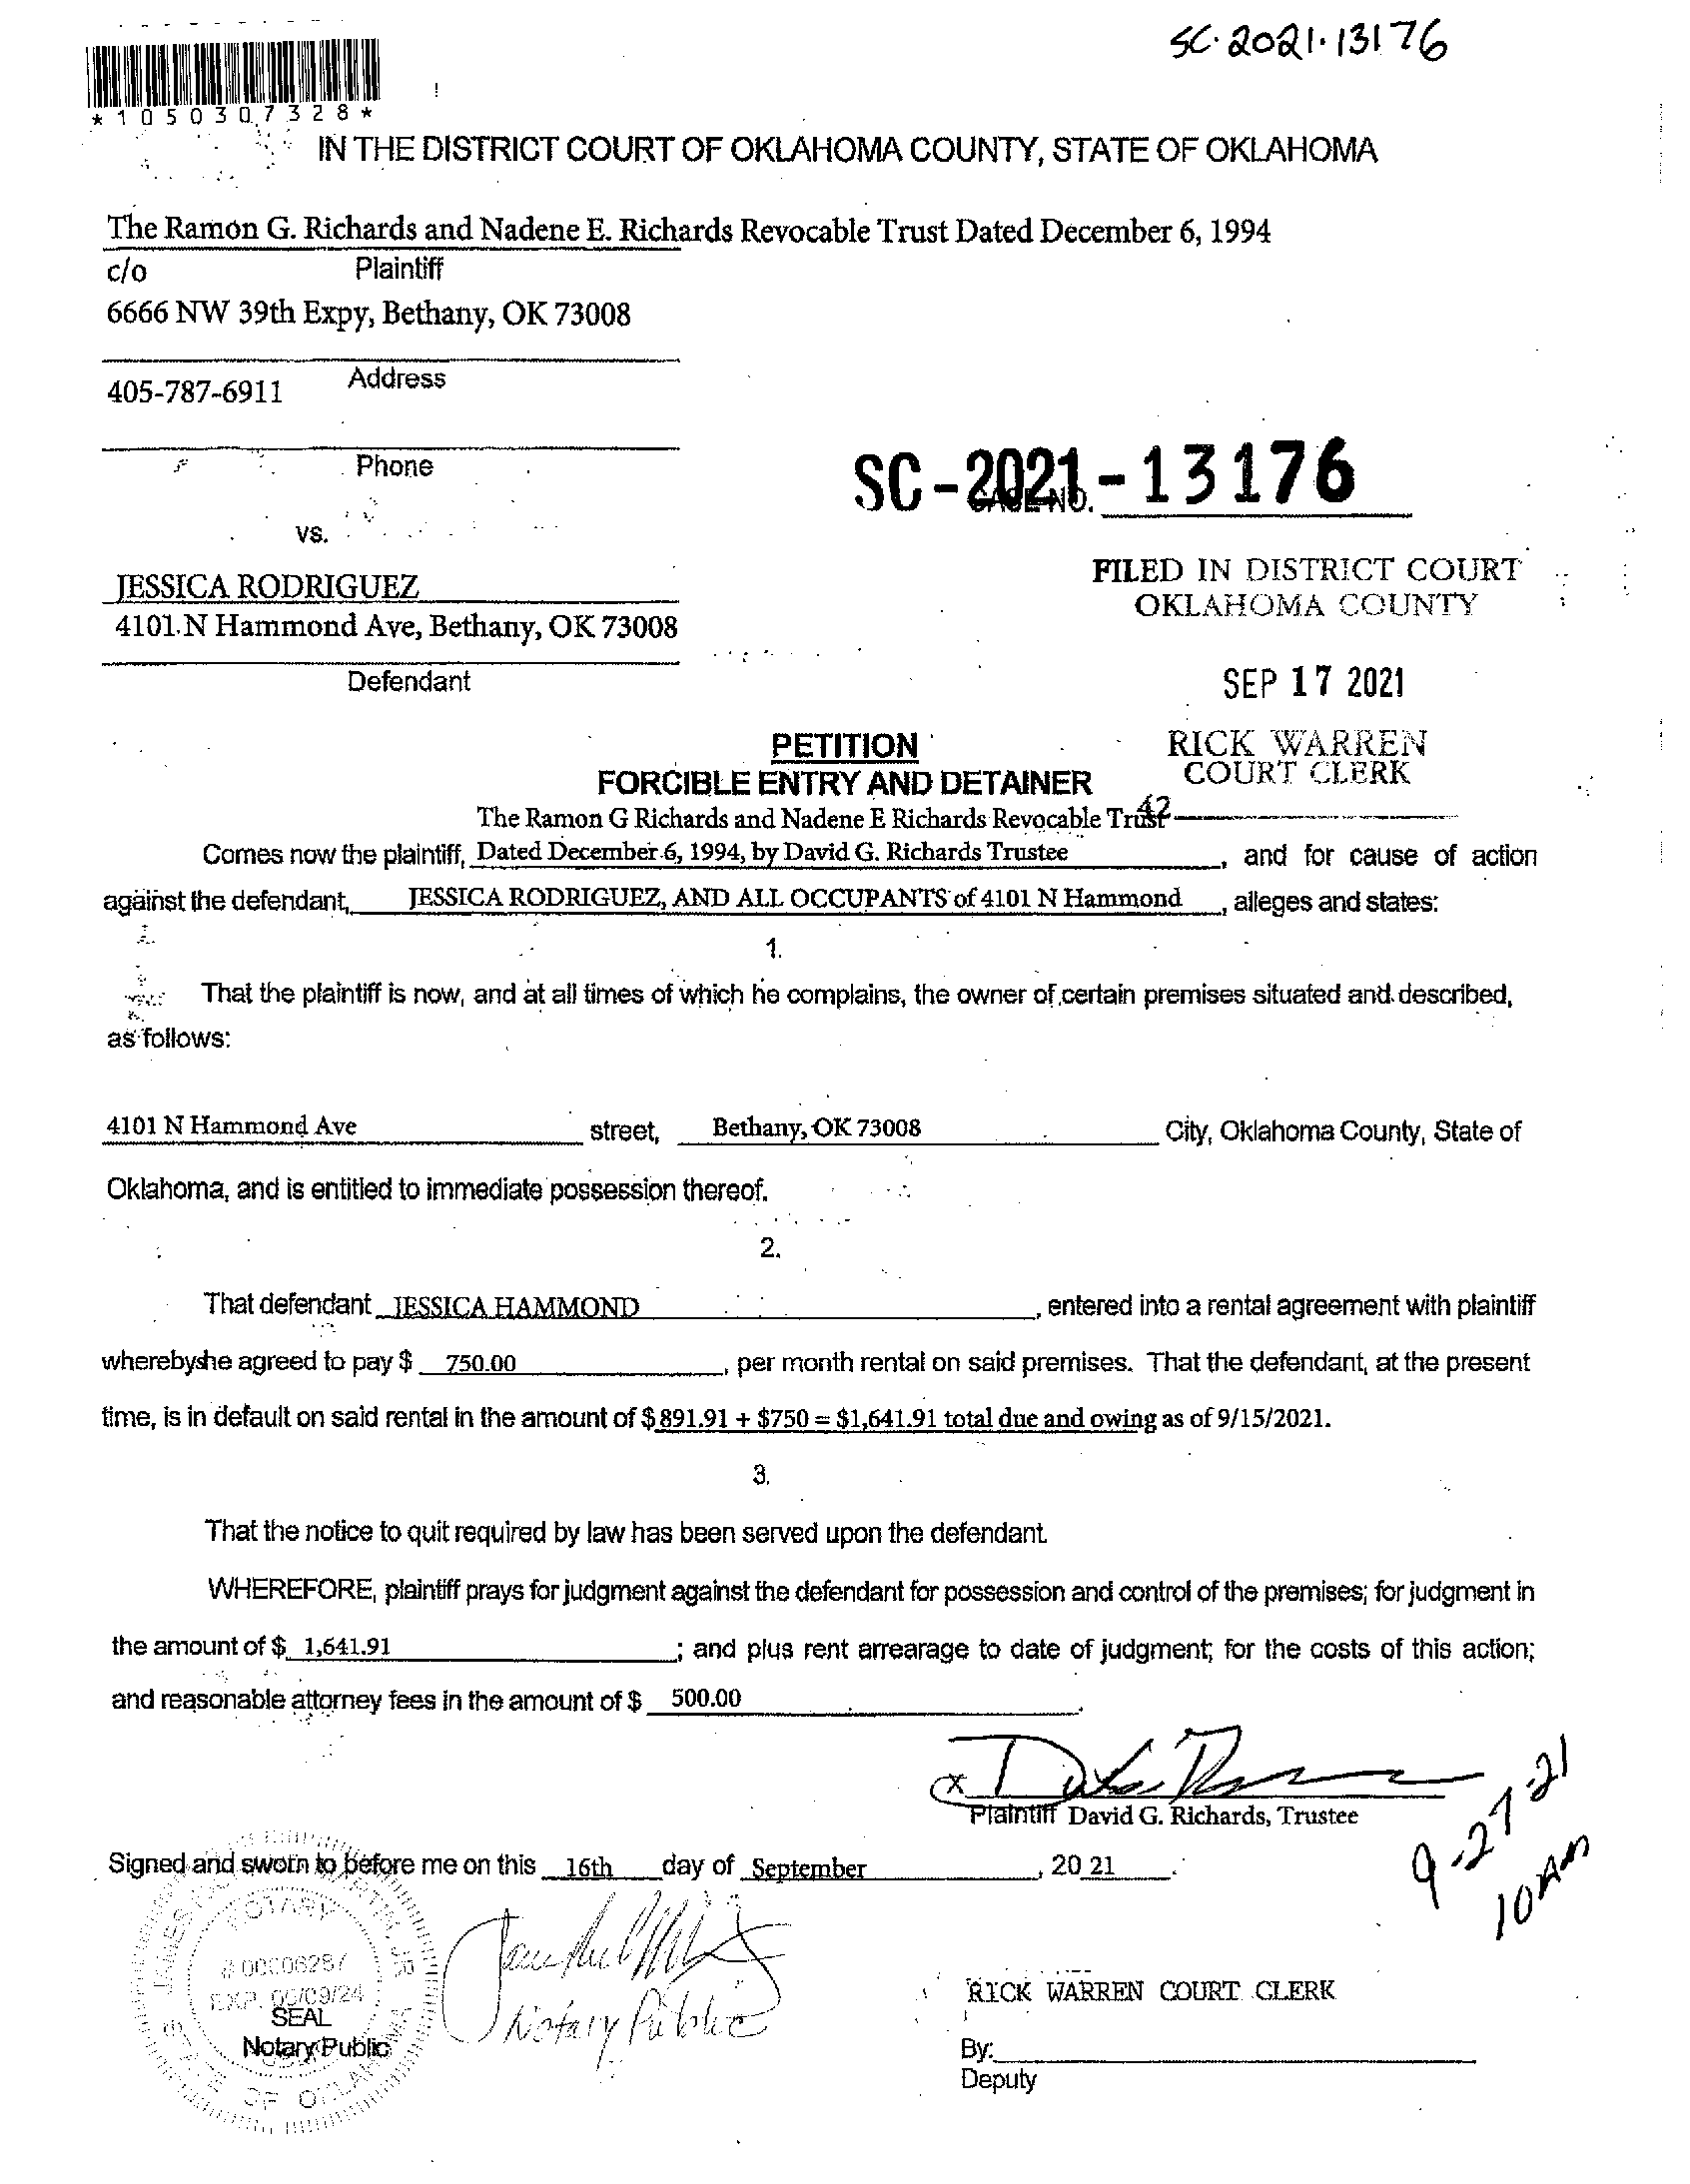 SC-2021-13176
*1050307328*
IN THE DISTRICT COURT OF OKLAHOMA COUNTY, STATE OF OKLAHOMA
The Ramon G. Richards and Nadene E. Richards Revocable Trust Dated December 6, 1994
c/o Plaintiff
6666 NW 39th Expy, Bethany, OK 73008
Address
405-787-6911
Phone
SC-2021-13176
CASE NO.
vs.
FILED IN DISTRICT COURT
OKLAHOMA COUNTY
JESSICA RODRIGUEZ
4101 N Hammond Ave, Bethany, OK 73008
Defendant
SEP 17 2021
RICK WARREN
COURT CLERK
42
PETITION
FORCIBLE ENTRY AND DETAINER
The Ramon G Richards and Nadene E Richards Revocable Trust
Comes now the plaintiff, Dated December 6, 1994, by David G. Richards Trustee, and for cause of action
against the defendant, JESSICA RODRIGUEZ, AND ALL OCCUPANTS of 4101 N Hammond, alleges and states:
1.
That the plaintiff is now, and at all times of which he complains, the owner of certain premises situated and described,
as follows:
4101 N Hammond Ave street, Bethany, OK 73008 City, Oklahoma County, State of
Oklahoma, and is entitled to immediate possession thereof.
2.
That defendant JESSICA HAMMOND, entered into a rental agreement with plaintiff
wherebyshe agreed to pay $ 750.00, per month rental on said premises. That the defendant, at the present
time, is in default on said rental in the amount of $ 891.91 + $750 = $1,641.91 total due and owing as of 9/15/2021.
3.
That the notice to quit required by law has been served upon the defendant.
WHEREFORE, plaintiff prays for judgment against the defendant for possession and control of the premises; for judgment in
the amount of $ 1,641.91; and plus rent arrearage to date of judgment; for the costs of this action;
and reasonable attorney fees in the amount of $ 500.00.
X
Plaintiff David G. Richards, Trustee
9-27-21
10 AM
Signed and sworn to before me on this 16th day of September, 20 21.
NOTARY
EXP. 09/24
SEAL
Notary Public
STATE OF OKLAHOMA
Notary Public
RICK WARREN COURT CLERK
By:
Deputy